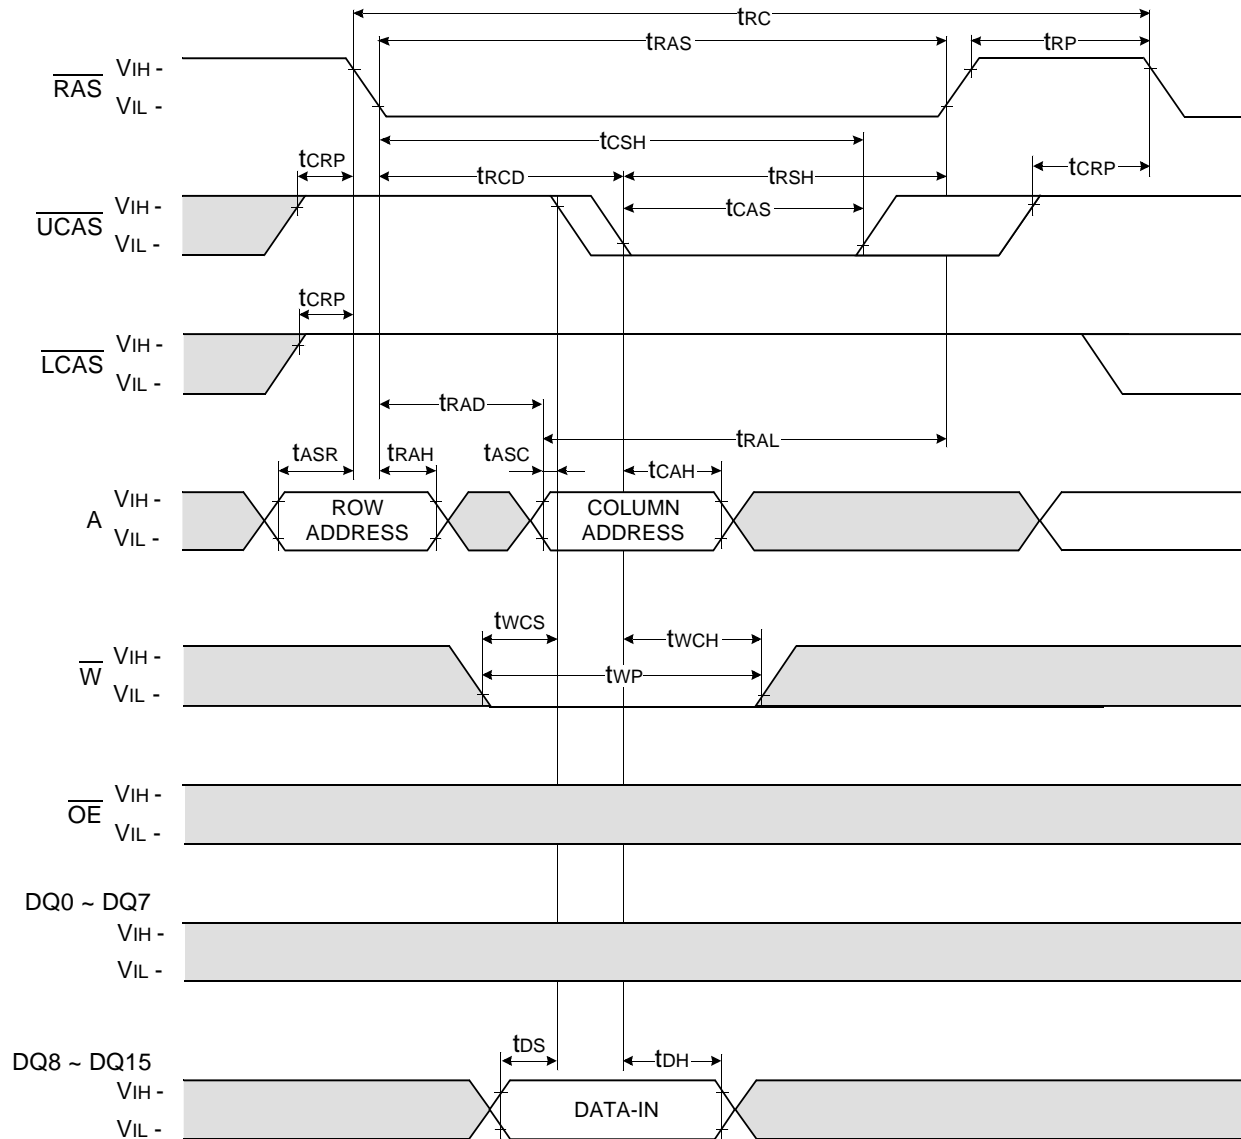 tRC
tRAS
tRP
RAS
VIH -
VIL -
tCSH
tCRP
tRCD
tRSH
tCRP
UCAS
VIH -
VIL -
tCAS
tCRP
LCAS
VIH -
VIL -
tRAD
tRAL
tASR
tRAH
tASC
tCAH
A
VIH -
VIL -
ROW
ADDRESS
COLUMN
ADDRESS
tWCS
tWCH
tWP
W
VIH -
VIL -
OE
VIH -
VIL -
DQ0 ~ DQ7
VIH -
VIL -
tDS
tDH
DQ8 ~ DQ15
VIH -
VIL -
DATA-IN